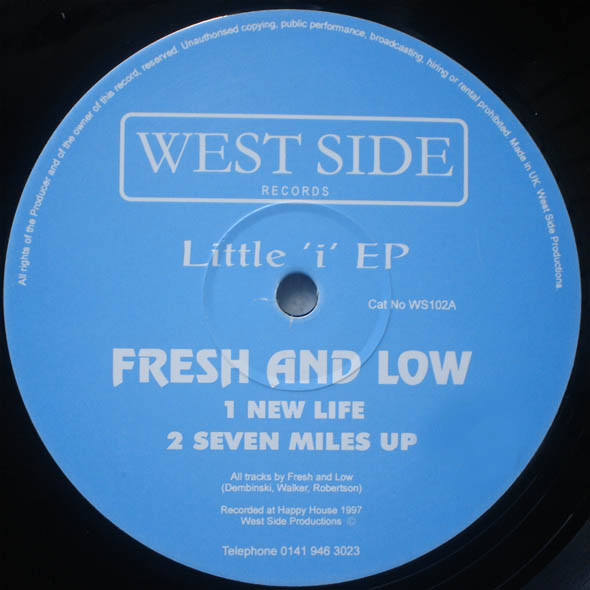 All rights of the Producer and of the owner of this record, reserved. Unauthorised copying, public performance, broadcasting, hiring or rental prohibited. Made in UK. West Side Productions
WEST SIDE
RECORDS
Little 'i' EP
Cat No WS102A
FRESH AND LOW
1 NEW LIFE
2 SEVEN MILES UP
All tracks by Fresh and Low
(Dembinski, Walker, Robertson)
Recorded at Happy House 1997
West Side Productions ©
Telephone 0141 946 3023